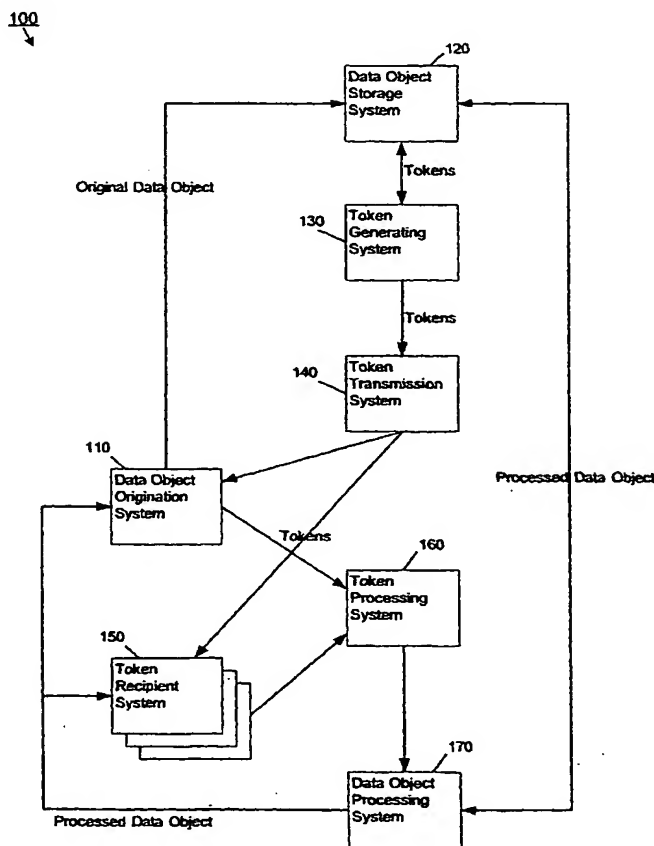 100
120
Data Object
Storage
System
Original Data Object
Tokens
130
Token
Generating
System
Tokens
140
Token
Transmission
System
110
Data Object
Origination
System
Processed Data Object
Tokens
160
Token
Processing
System
150
Token
Recipient
System
170
Data Object
Processing
System
Processed Data Object